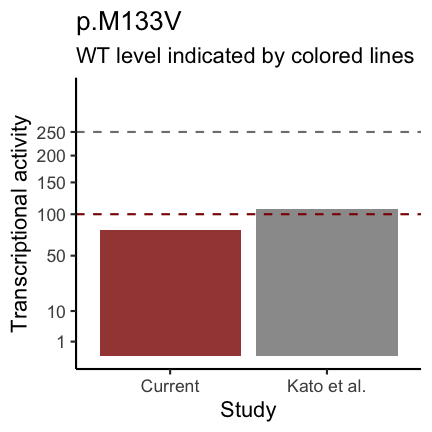 p.M133V
WT level indicated by colored lines
Transcriptional activity
250
200
150
100
50
10
1
Current
Kato et al.
Study